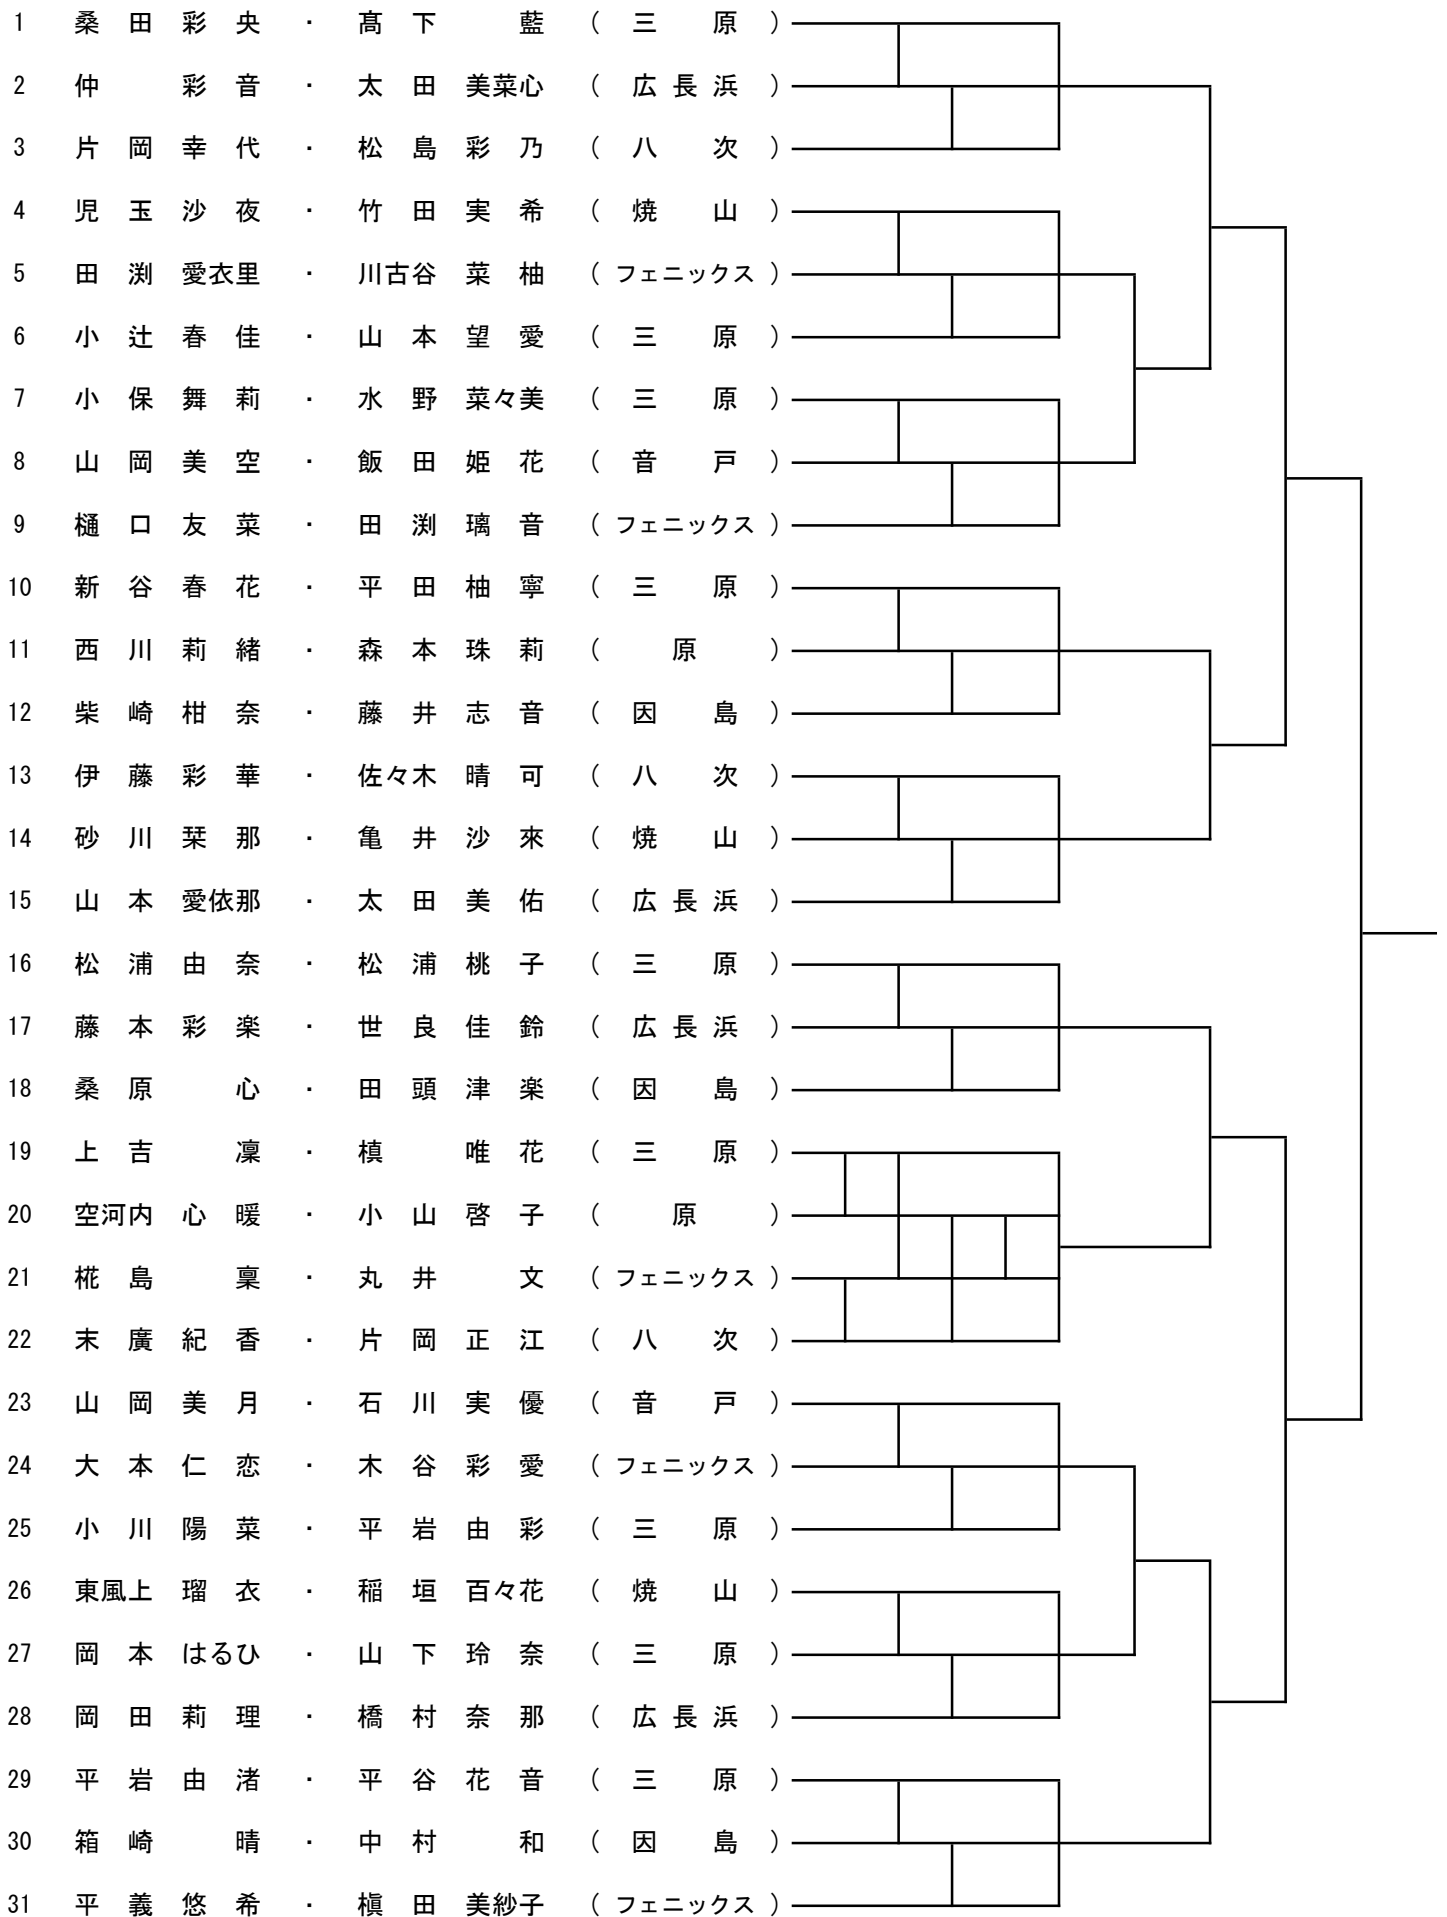 1 桑田彩央 ・ 髙下 藍 ( 三原 )
2 仲 彩音 ・ 太田 美菜心 ( 広長浜 )
3 片岡幸代 ・ 松島彩乃 ( 八次 )
4 児玉沙夜 ・ 竹田実希 ( 焼山 )
5 田渕 愛衣里 ・ 川古谷 菜柚 ( フェニックス )
6 小辻春佳 ・ 山本望愛 ( 三原 )
7 小保舞莉 ・ 水野 菜々美 ( 三原 )
8 山岡美空 ・ 飯田姫花 ( 音戸 )
9 樋口友菜 ・ 田渕璃音 ( フェニックス )
10 新谷春花 ・ 平田柚寧 ( 三原 )
11 西川莉緒 ・ 森本珠莉 ( 原 )
12 柴崎柑奈 ・ 藤井志音 ( 因島 )
13 伊藤彩華 ・ 佐々木 晴可 ( 八次 )
14 砂川栞那 ・ 亀井沙來 ( 焼山 )
15 山本 愛依那 ・ 太田美佑 ( 広長浜 )
16 松浦由奈 ・ 松浦桃子 ( 三原 )
17 藤本彩楽 ・ 世良佳鈴 ( 広長浜 )
18 桑原 心 ・ 田頭津楽 ( 因島 )
19 上吉 凜 ・ 槙 唯花 ( 三原 )
20 空河内 心暖 ・ 小山啓子 ( 原 )
21 椛島 稟 ・ 丸井 文 ( フェニックス )
22 末廣紀香 ・ 片岡正江 ( 八次 )
23 山岡美月 ・ 石川実優 ( 音戸 )
24 大本仁恋 ・ 木谷彩愛 ( フェニックス )
25 小川陽菜 ・ 平岩由彩 ( 三原 )
26 東風上 瑠衣 ・ 稲垣 百々花 ( 焼山 )
27 岡本 はるひ ・ 山下玲奈 ( 三原 )
28 岡田莉理 ・ 橋村奈那 ( 広長浜 )
29 平岩由渚 ・ 平谷花音 ( 三原 )
30 箱崎 晴 ・ 中村 和 ( 因島 )
31 平義悠希 ・ 槇田 美紗子 ( フェニックス )